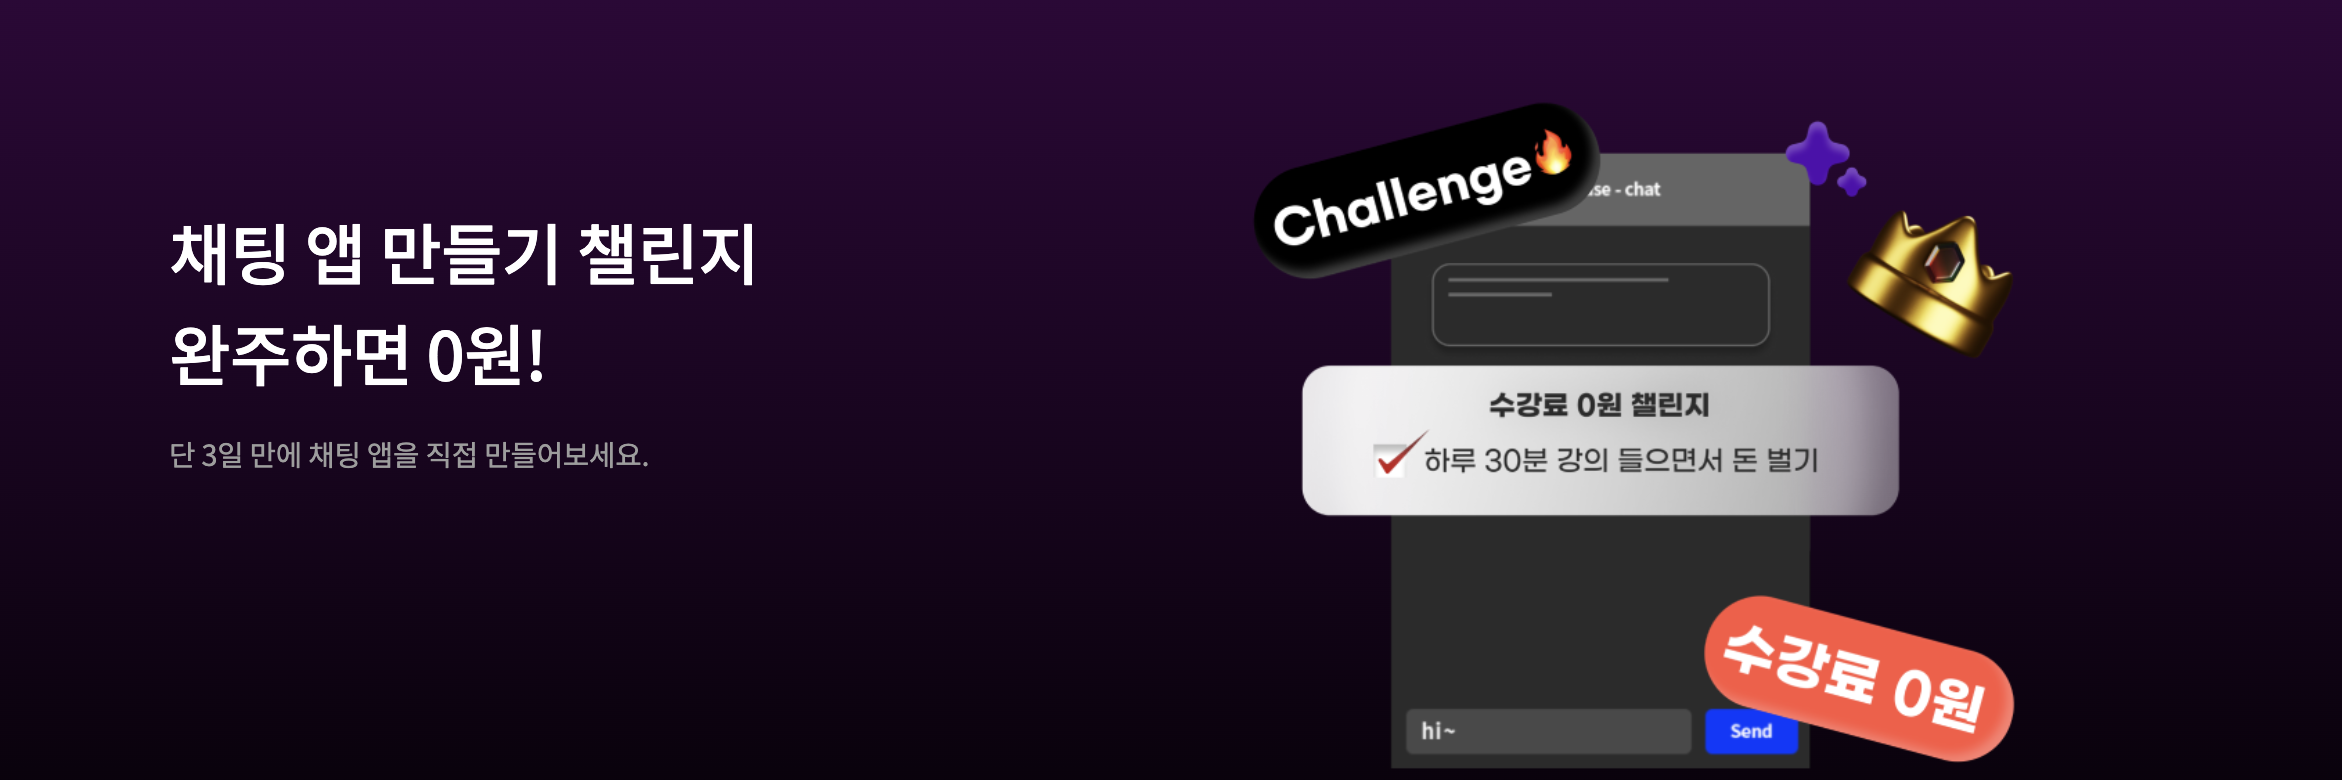 채팅 앱 만들기 챌린지
완주하면 0원!
단 3일 만에 채팅 앱을 직접 만들어보세요.
Challenge🔥
- chat
수강료 0원 챌린지
하루 30분 강의 들으면서 돈 벌기
수강료 0원
hi~
Send